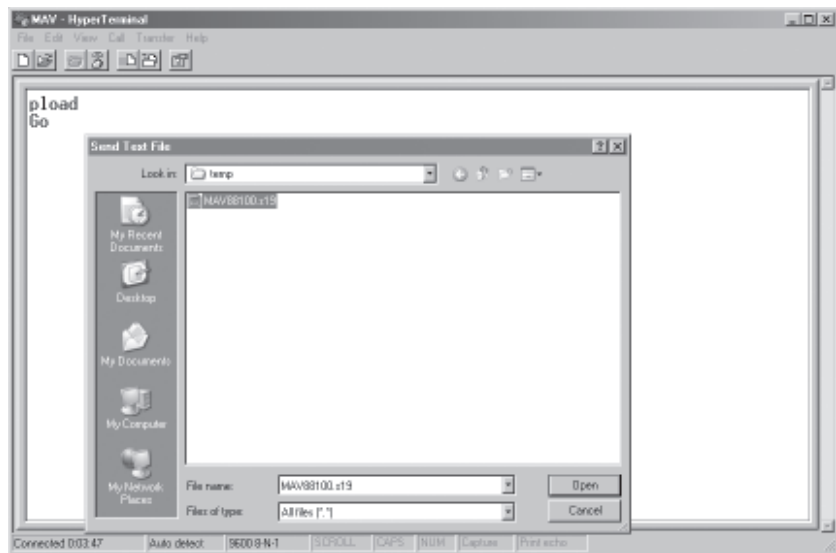 MAV - HyperTerminal
File Edit View Call Transfer Help
pload
Go
Send Text File
Look in: temp
MAV88100.s19
My Recent Documents
Desktop
My Documents
My Computer
My Network Places
File name: MAV88100.s19 Open
Files of type: All files (*.*) Cancel
Connected 0:03:47 Auto detect 9600 8-N-1 SCROLL CAPS NUM Capture Print echo